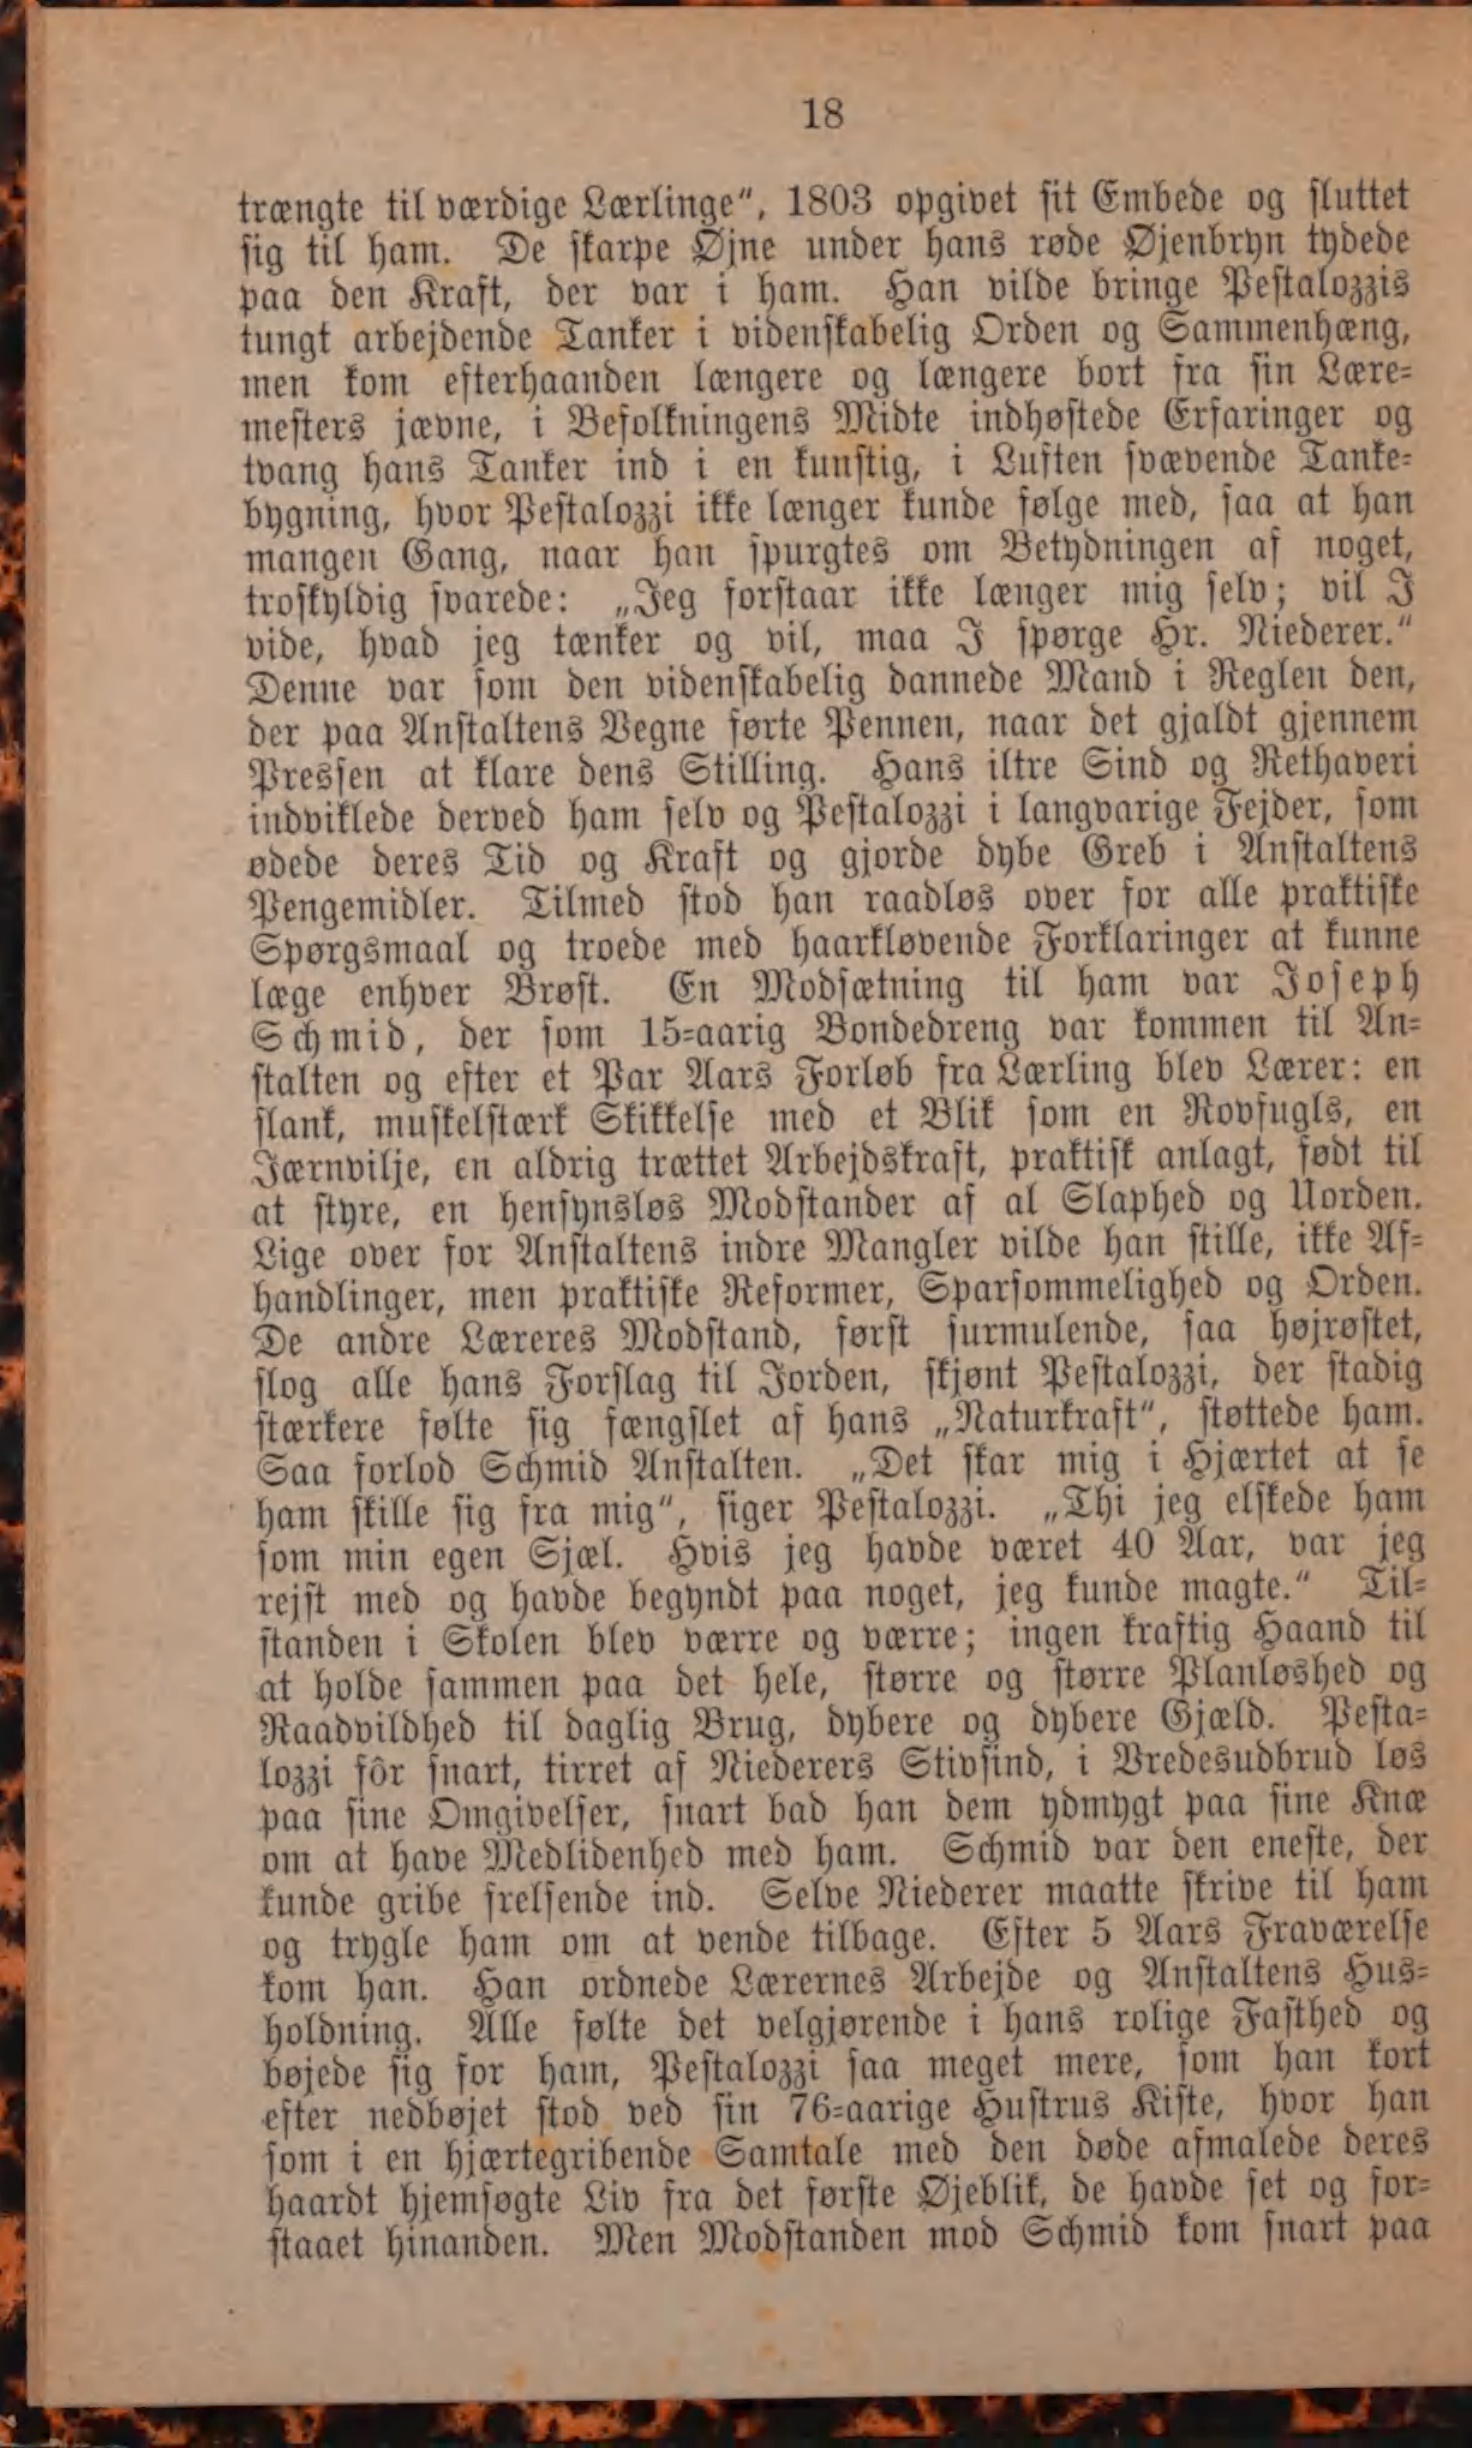 18
trængte til værdige Lærlinge“, 1803 opgivet sit Embede og sluttet
sig til ham. De skarpe Øjne under hans røde Øjenbryn tydede
paa den Kraft, der var i ham. Han vilde bringe Pestalozzis
tungt arbejdende Tanker i videnskabelig Orden og Sammenhæng,
men kom efterhaanden længere og længere bort fra sin Lære-
mesters jævne, i Befolkningens Midte indhøstede Erfaringer og
tvang hans Tanker ind i en kunstig, i Luften svævende Tanke-
bygning, hvor Pestalozzi ikke længer kunde følge med, saa at han
mangen Gang, naar han spurgtes om Betydningen af noget,
troskyldig svarede: „Jeg forstaar ikke længer mig selv; vil I
vide, hvad jeg tænker og vil, maa I spørge Hr. Niederer.“
Denne var som den videnskabelig dannede Mand i Reglen den,
der paa Anstaltens Vegne førte Pennen, naar det gjaldt gjennem
Pressen at klare dens Stilling. Hans iltre Sind og Rethaveri
indviklede derved ham selv og Pestalozzi i langvarige Fejder, som
ødede deres Tid og Kraft og gjorde dybe Greb i Anstaltens
Pengemidler. Tilmed stod han raadløs over for alle praktiske
Spørgsmaal og troede med haarkløvende Forklaringer at kunne
læge enhver Brøst. En Modsætning til ham var Joseph
Schmid, der som 15-aarig Bondedreng var kommen til An-
stalten og efter et Par Aars Forløb fra Lærling blev Lærer: en
slank, muskelstærk Skikkelse med et Blik som en Rovfugls, en
Jærnvilje, en aldrig trættet Arbejdskraft, praktisk anlagt, født til
at styre, en hensynsløs Modstander af al Slaphed og Uorden.
Lige over for Anstaltens indre Mangler vilde han stille, ikke Af-
handlinger, men praktiske Reformer, Sparsommelighed og Orden.
De andre Læreres Modstand, først surmulende, saa højrøstet,
slog alle hans Forslag til Jorden, skjønt Pestalozzi, der stadig
stærkere følte sig fængslet af hans „Naturkraft“, støttede ham.
Saa forlod Schmid Anstalten. „Det skar mig i Hjærtet at se
ham skille sig fra mig“, siger Pestalozzi. „Thi jeg elskede ham
som min egen Sjæl. Hvis jeg havde været 40 Aar, var jeg
rejst med og havde begyndt paa noget, jeg kunde magte.“ Til-
standen i Skolen blev værre og værre; ingen kraftig Haand til
at holde sammen paa det hele, større og større Planløshed og
Raadvildhed til daglig Brug, dybere og dybere Gjæld. Pesta-
lozzi fôr snart, tirret af Niederers Stivsind, i Vredesudbrud løs
paa sine Omgivelser, snart bad han dem ydmygt paa sine Knæ
om at have Medlidenhed med ham. Schmid var den eneste, der
kunde gribe frelsende ind. Selve Niederer maatte skrive til ham
og trygle ham om at vende tilbage. Efter 5 Aars Fraværelse
kom han. Han ordnede Lærernes Arbejde og Anstaltens Hus-
holdning. Alle følte det velgjørende i hans rolige Fasthed og
bøjede sig for ham, Pestalozzi saa meget mere, som han kort
efter nedbøjet stod ved sin 76-aarige Hustrus Kiste, hvor han
som i en hjærtegribende Samtale med den døde afmalede deres
haardt hjemsøgte Liv fra det første Øjeblik, de havde set og for-
staaet hinanden. Men Modstanden mod Schmid kom snart paa